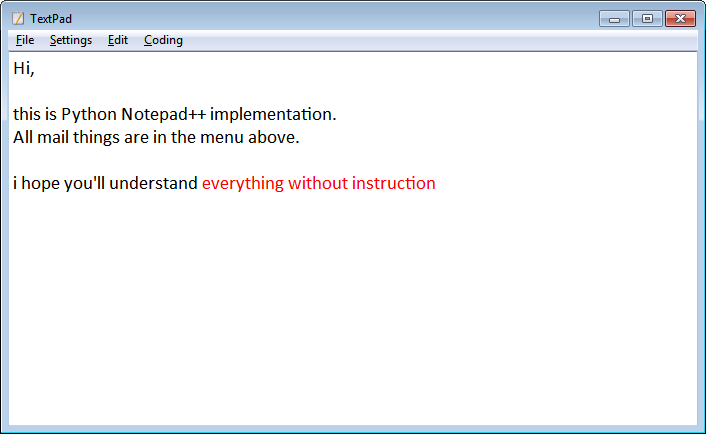 TextPad
File Settings Edit Coding
Hi,
this is Python Notepad++ implementation.
All mail things are in the menu above.
i hope you'll understand everything without instruction